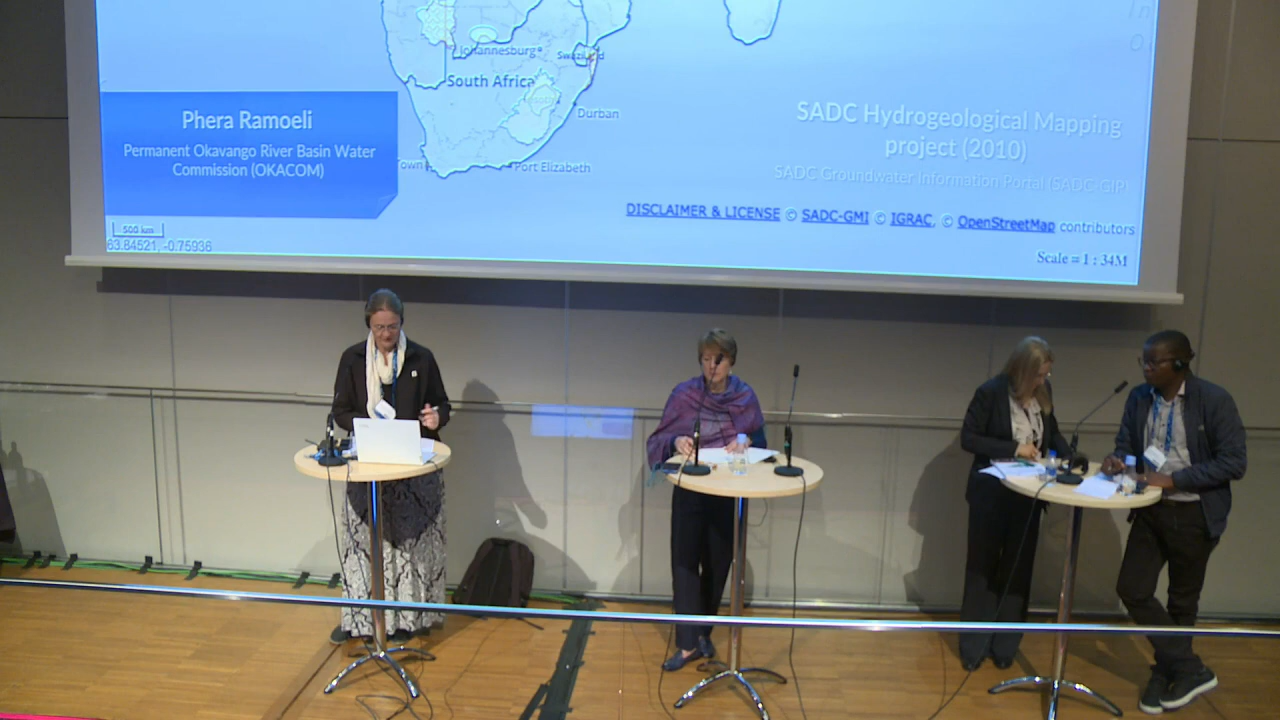 Johannesburg
Swaziland
South Africa
Durban
Town
Port Elizabeth
Phera Ramoeli
Permanent Okavango River Basin Water
Commission (OKACOM)
SADC Hydrogeological Mapping
project (2010)
SADC Groundwater Information Portal (SADC-GIP)
DISCLAIMER & LICENSE © SADC-GMI © IGRAC, © OpenStreetMap contributors
500 km
63.84521, -0.75936
Scale = 1 : 34M